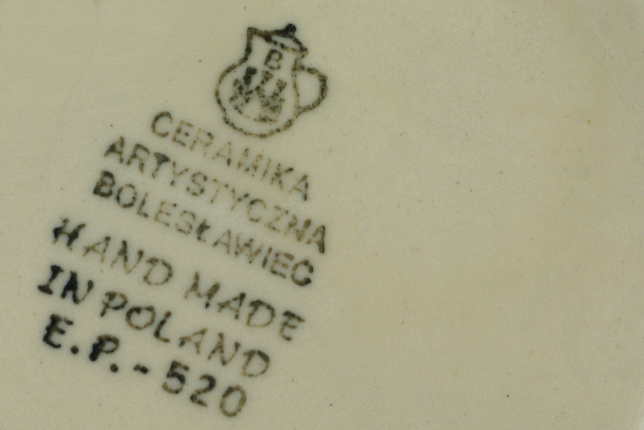 B
CERAMIKA
ARTYSTYCZNA
BOLESŁAWIEC
HAND MADE
IN POLAND
E.P.-520